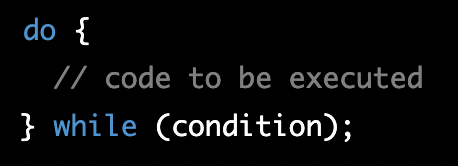 do {
  // code to be executed
} while (condition);